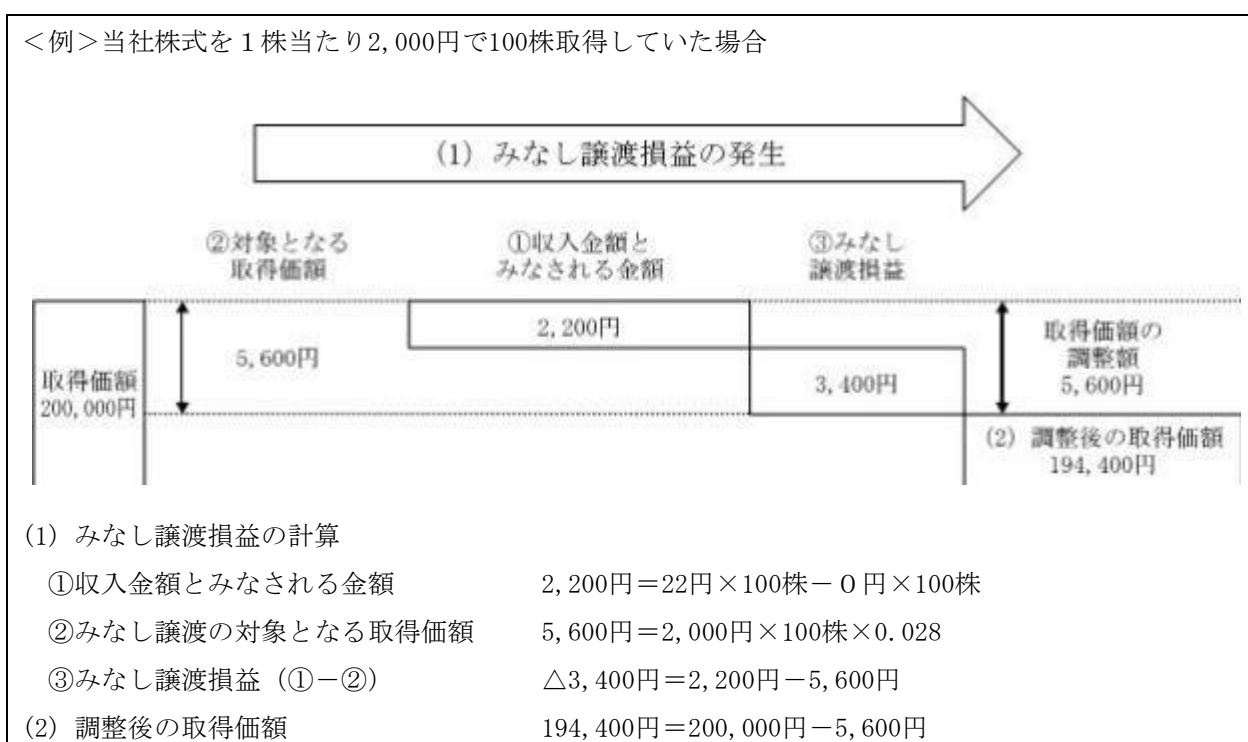 ＜例＞当社株式を１株当たり2,000円で100株取得していた場合
(1) みなし譲渡損益の発生
②対象となる
取得価額
①収入金額と
みなされる金額
③みなし
譲渡損益
取得価額
200,000円
5,600円
2,200円
3,400円
取得価額の
調整額
5,600円
(2) 調整後の取得価額
194,400円
(1) みなし譲渡損益の計算
①収入金額とみなされる金額 2,200円＝22円×100株－０円×100株
②みなし譲渡の対象となる取得価額 5,600円＝2,000円×100株×0.028
③みなし譲渡損益（①－②） △3,400円＝2,200円－5,600円
(2) 調整後の取得価額 194,400円＝200,000円－5,600円